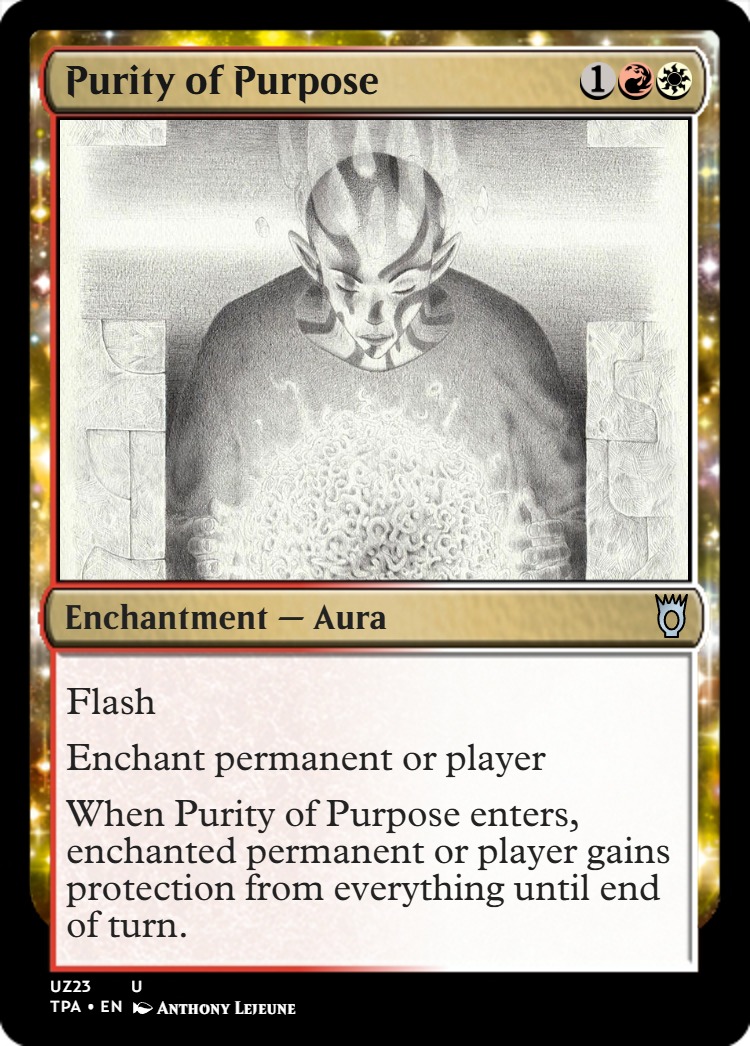 Purity of Purpose 1
Enchantment — Aura
Flash
Enchant permanent or player
When Purity of Purpose enters,
enchanted permanent or player gains
protection from everything until end
of turn.
UZ23 U
TPA • EN Anthony Lejeune